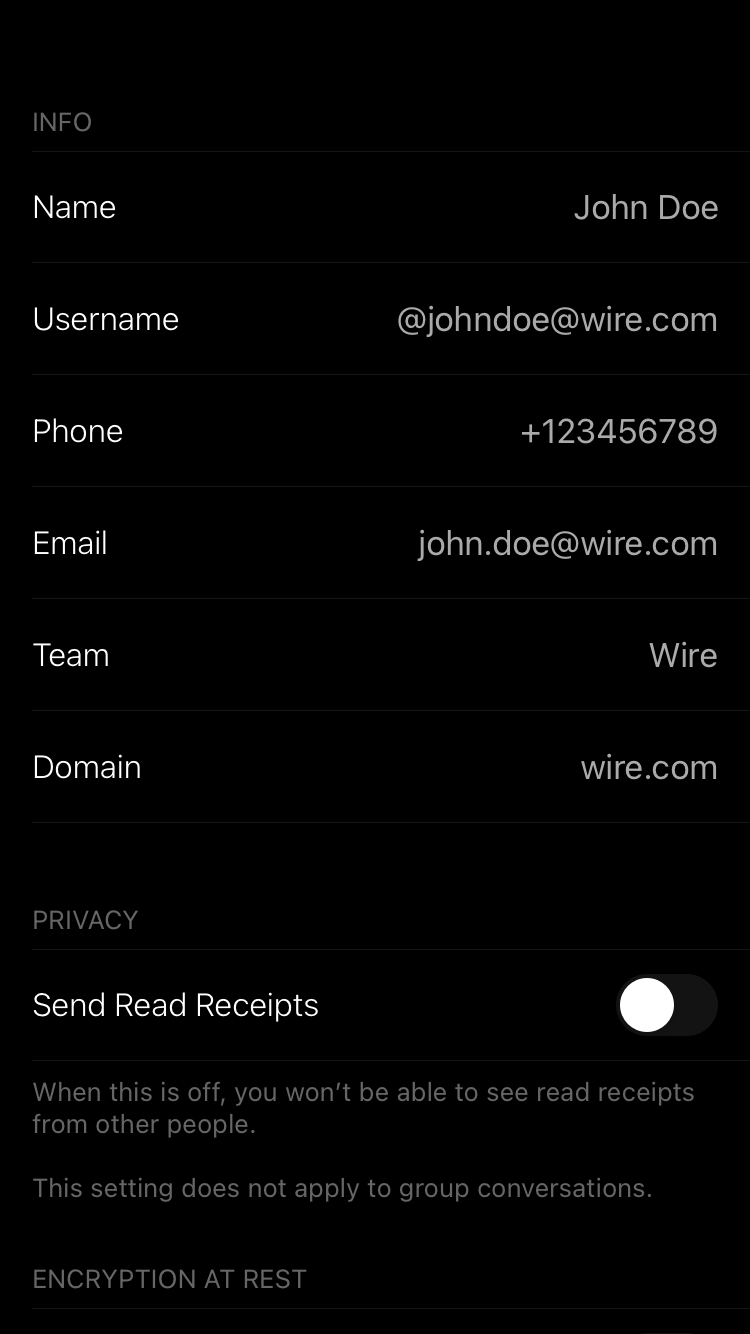 INFO
Name John Doe
Username @johndoe@wire.com
Phone +123456789
Email john.doe@wire.com
Team Wire
Domain wire.com
PRIVACY
Send Read Receipts
When this is off, you won’t be able to see read receipts
from other people.
This setting does not apply to group conversations.
ENCRYPTION AT REST